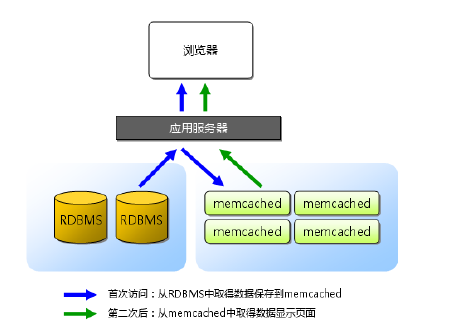 浏览器
应用服务器
RDBMS RDBMS
memcached memcached
memcached memcached
首次访问：从RDBMS中取得数据保存到memcached
第二次后：从memcached中取得数据显示页面